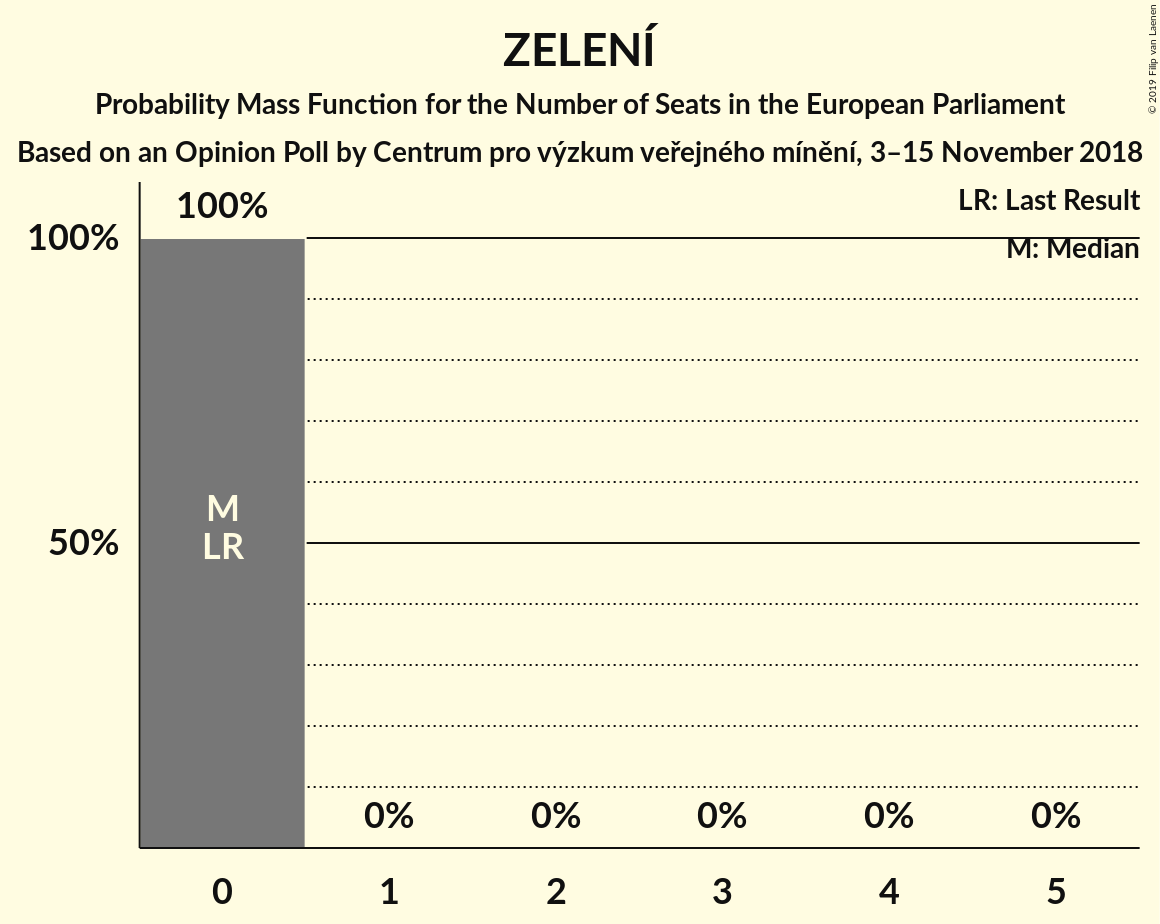 ZELENÍ
Probability Mass Function for the Number of Seats in the European Parliament
Based on an Opinion Poll by Centrum pro výzkum veřejného mínění, 3–15 November 2018
© 2019 Filip van Laenen
LR: Last Result
M: Median
100%
100%
50%
M
LR
0% 0% 0% 0% 0%
0 1 2 3 4 5